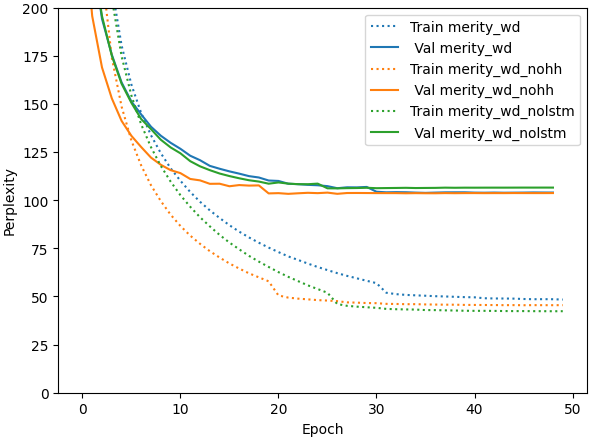 200
175
150
125
100
75
50
25
0
Perplexity
0 10 20 30 40 50
Epoch
Train merity_wd
Val merity_wd
Train merity_wd_nohh
Val merity_wd_nohh
Train merity_wd_nolstm
Val merity_wd_nolstm